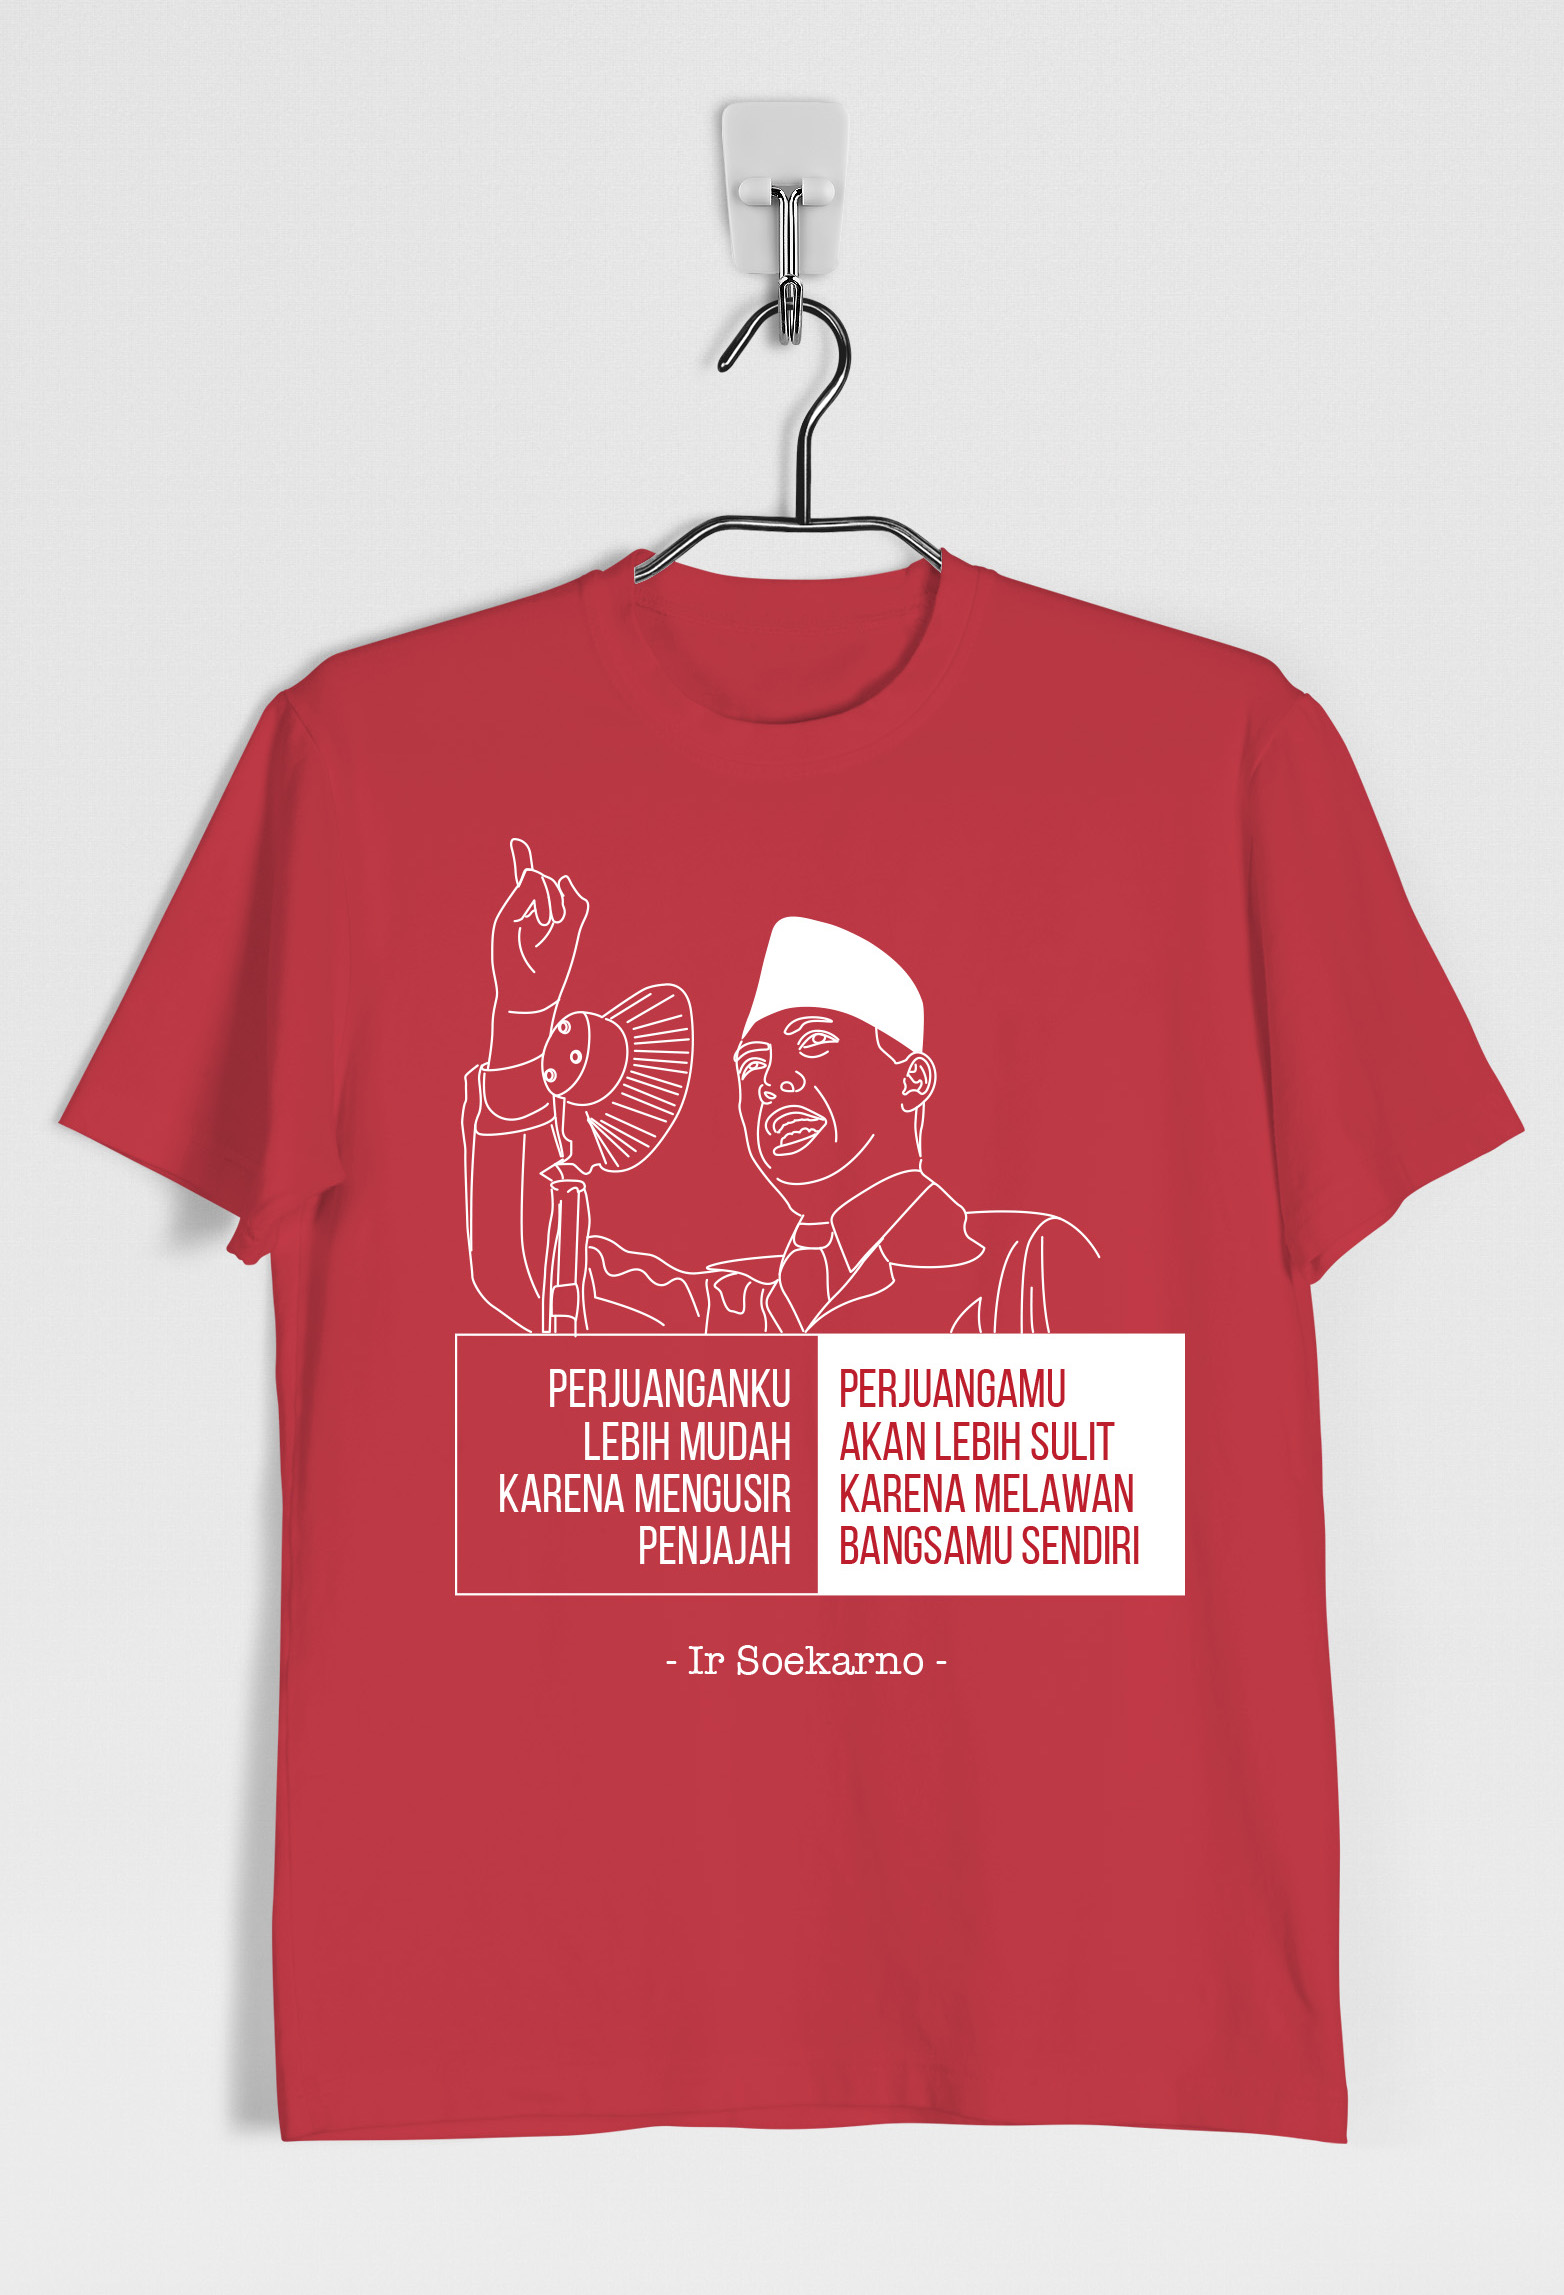 PERJUANGANKU
LEBIH MUDAH
KARENA MENGUSIR
PENJAJAH
PERJUANGAMU
AKAN LEBIH SULIT
KARENA MELAWAN
BANGSAMU SENDIRI
- Ir Soekarno -